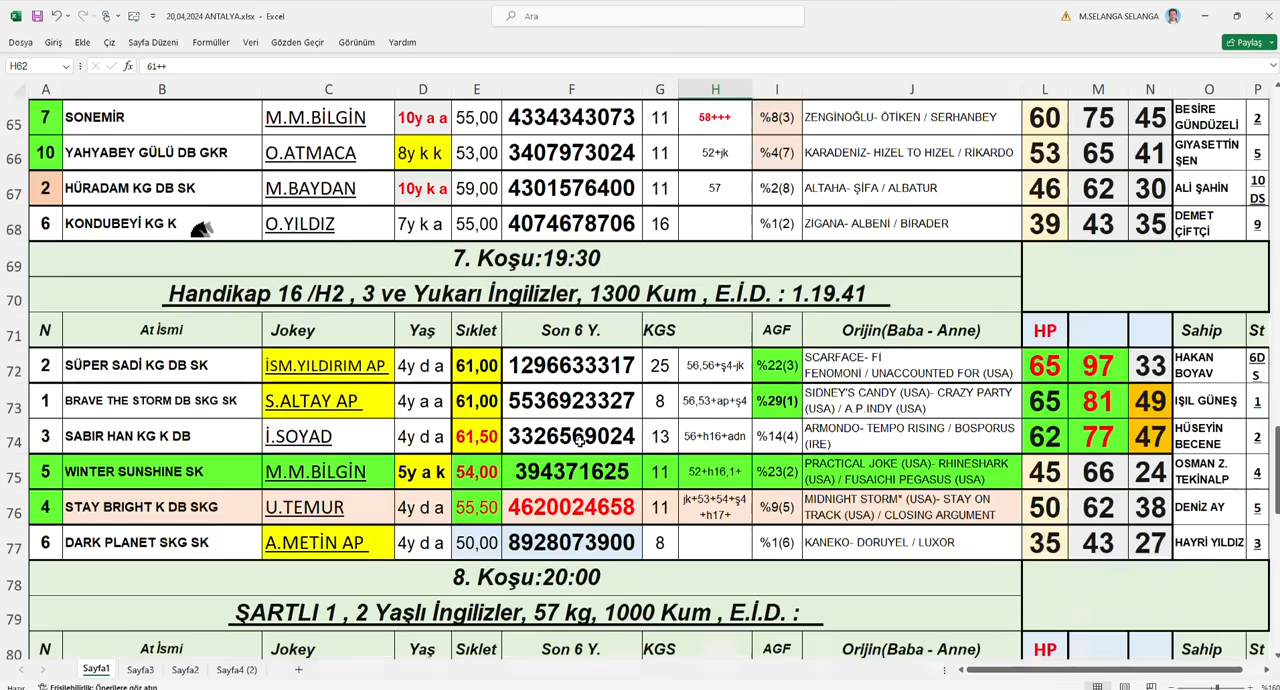 20,04,2024 ANTALYA.xlsx - Excel
Ara
M.SELANGA SELANGA
Dosya Giriş Ekle Çiz Sayfa Düzeni Formüller Veri Gözden Geçir Görünüm Yardım
Paylaş
H62 fx 61++
A B C D E F G H I J L M N O P
65 7 SONEMİR M.M.BİLGİN 10y a a 55,00 4334343073 11 58+++ %8(3) ZENGİNOĞLU- ÖTİKEN / SERHANBEY 60 75 45 BESİRE GÜNDÜZELİ 2
66 10 YAHYABEY GÜLÜ DB GKR O.ATMACA 8y k k 53,00 3407973024 11 52+jk %4(7) KARADENİZ- HIZEL TO HIZEL / RİKARDO 53 65 41 GIYASETTİN ŞEN 5
67 2 HÜRADAM KG DB SK M.BAYDAN 10y k a 59,00 4301576400 11 57 %2(8) ALTAHA- ŞİFA / ALBATUR 46 62 30 ALİ ŞAHİN 10 DS
68 6 KONDUBEYİ KG K O.YILDIZ 7y k a 55,00 4074678706 16 %1(2) ZİGANA- ALBENİ / BİRADER 39 43 35 DEMET ÇİFTÇİ 9
69 7. Koşu:19:30
70 Handikap 16 /H2 , 3 ve Yukarı İngilizler, 1300 Kum , E.İ.D. : 1.19.41
71 N At İsmi Jokey Yaş Sıklet Son 6 Y. KGS AGF Orijin(Baba - Anne) HP Sahip St
72 2 SÜPER SADİ KG DB SK İSM.YILDIRIM AP 4y d a 61,00 1296633317 25 56,56+ş4-jk %22(3) SCARFACE- Fİ FENOMONİ / UNACCOUNTED FOR (USA) 65 97 33 HAKAN BOYAV 6D S
73 1 BRAVE THE STORM DB SKG SK S.ALTAY AP 4y a a 61,00 5536923327 8 56,53+ap+ş4 %29(1) SIDNEY'S CANDY (USA)- CRAZY PARTY (USA) / A.P.INDY (USA) 65 81 49 IŞIL GÜNEŞ 1
74 3 SABIR HAN KG K DB İ.SOYAD 4y d a 61,50 3326569024 13 56+h16+adn %14(4) ARMONDO- TEMPO RISING / BOSPORUS (IRE) 62 77 47 HÜSEYİN BECENE 2
75 5 WINTER SUNSHINE SK M.M.BİLGİN 5y a k 54,00 394371625 11 52+h16,1+ %23(2) PRACTICAL JOKE (USA)- RHINESHARK (USA) / FUSAICHI PEGASUS (USA) 45 66 24 OSMAN Z. TEKİNALP 4
76 4 STAY BRIGHT K DB SKG U.TEMUR 4y d a 55,50 4620024658 11 jk+53+54+ş4 +h17+ %9(5) MIDNIGHT STORM* (USA)- STAY ON TRACK (USA) / CLOSING ARGUMENT 50 62 38 DENİZ AY 5
77 6 DARK PLANET SKG SK A.METİN AP 4y d a 50,00 8928073900 8 %1(6) KANEKO- DORUYEL / LUXOR 35 43 27 HAYRİ YILDIZ 3
78 8. Koşu:20:00
79 ŞARTLI 1 , 2 Yaşlı İngilizler, 57 kg, 1000 Kum , E.İ.D. :
80 N At İsmi Jokey Yaş Sıklet Son 6 Y. KGS AGF Orijin(Baba - Anne) HP Sahip St
Sayfa1 Sayfa3 Sayfa2 Sayfa4 (2) +
Hazır Erişilebilirlik: Önerilere göz atın %160